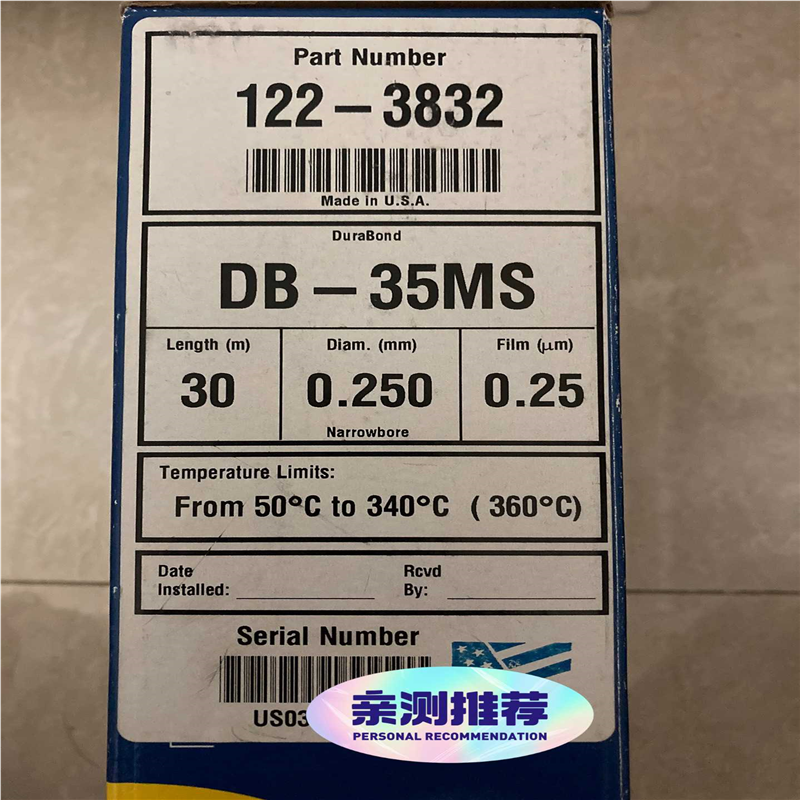 Part Number
122-3832
Made in U.S.A.
DuraBond
DB-35MS
Length (m) Diam. (mm) Film (µm)
30 0.250 0.25
Narrowbore
Temperature Limits:
From 50°C to 340°C (360°C)
Date Rcvd
Installed: By:
Serial Number
US03
亲测推荐
PERSONAL RECOMMENDATION